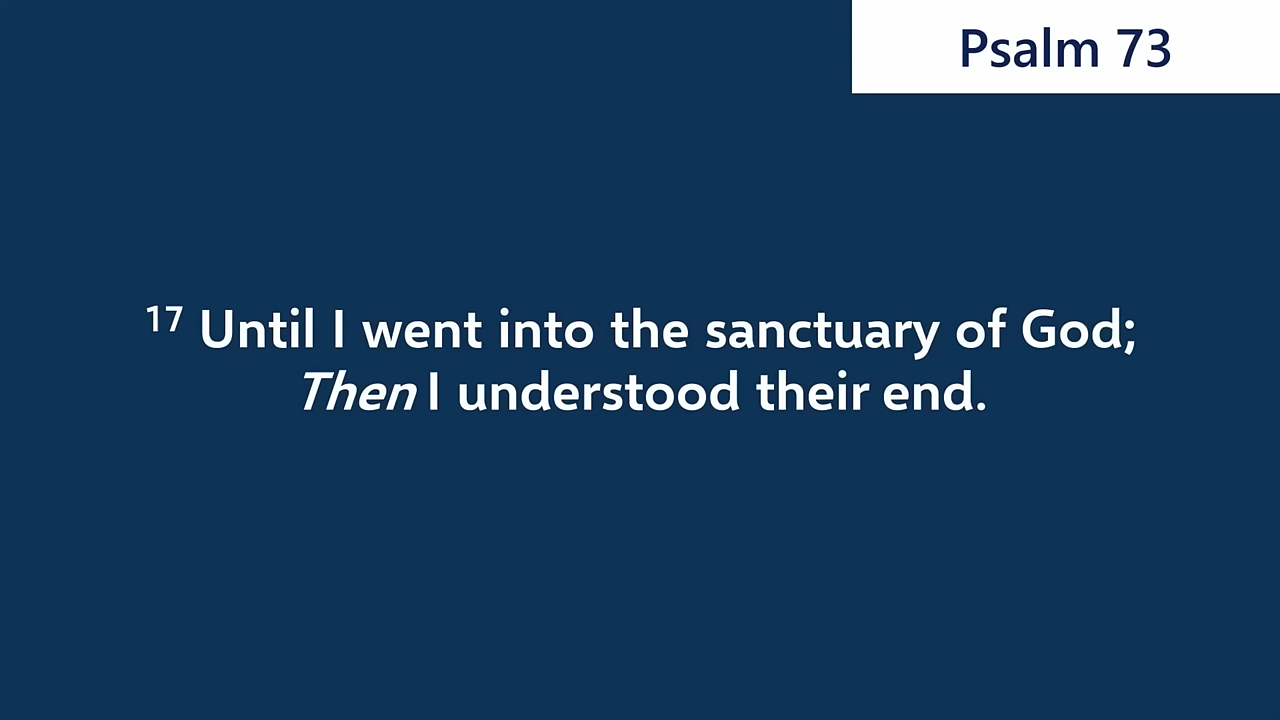 Psalm 73
17 Until I went into the sanctuary of God;
Then I understood their end.